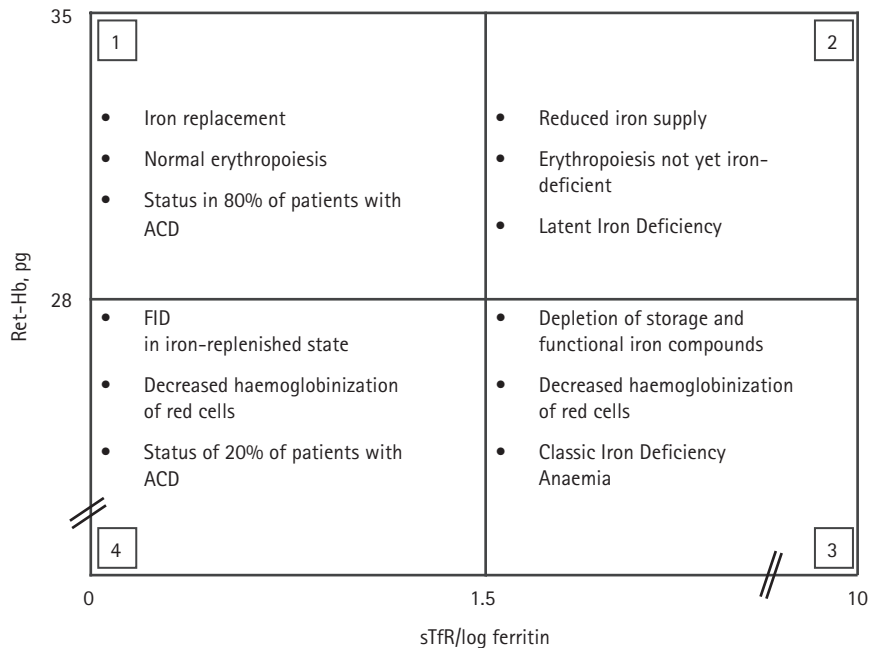 35
1
2
• Iron replacement
• Normal erythropoiesis
• Status in 80% of patients with
ACD
• Reduced iron supply
• Erythropoiesis not yet iron-
deficient
• Latent Iron Deficiency
Ret-Hb, pg
28
• FID
in iron-replenished state
• Decreased haemoglobinization
of red cells
• Status of 20% of patients with
ACD
• Depletion of storage and
functional iron compounds
• Decreased haemoglobinization
of red cells
• Classic Iron Deficiency
Anaemia
4
3
0
1.5
10
sTfR/log ferritin